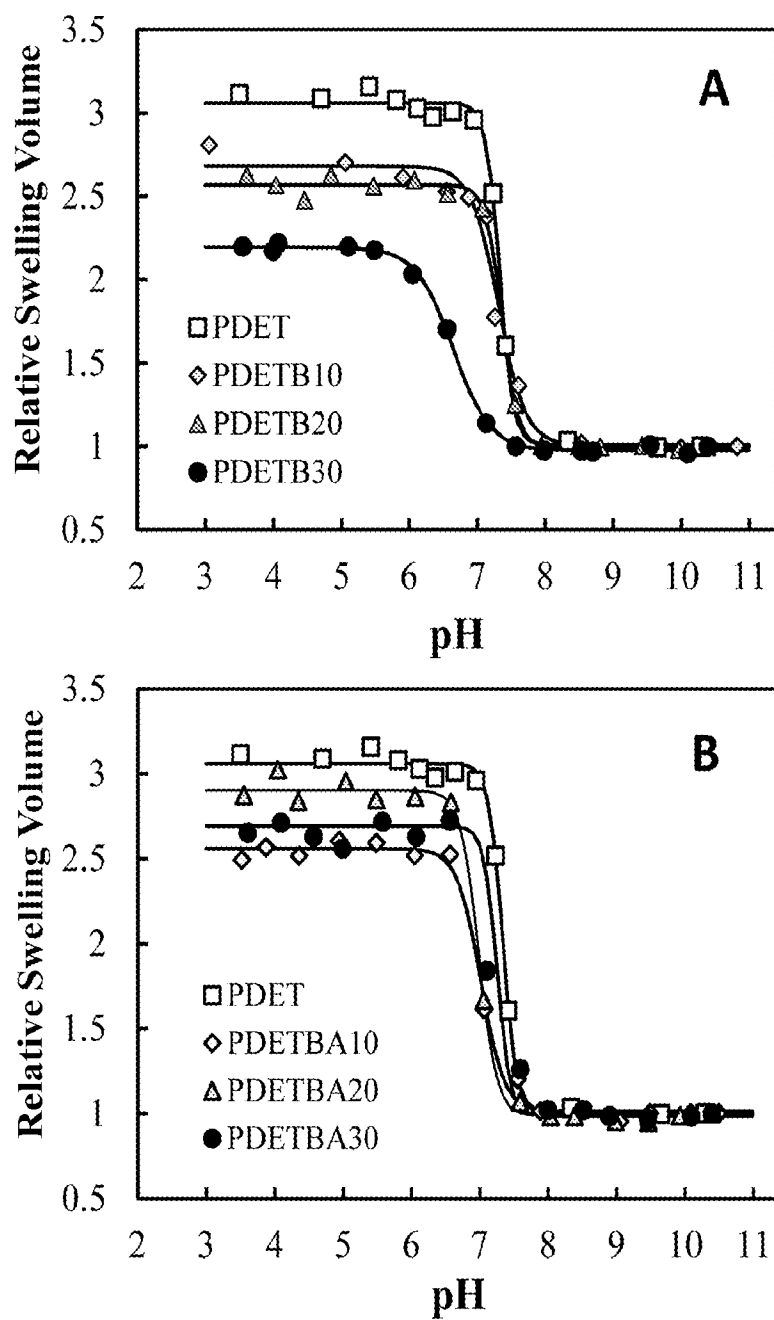 3.5
A
3
2.5
2
1.5
1
0.5
Relative Swelling Volume
PDET
PDETB10
PDETB20
PDETB30
2 3 4 5 6 7 8 9 10 11
pH
3.5
B
3
2.5
2
1.5
1
0.5
Relative Swelling Volume
PDET
PDETBA10
PDETBA20
PDETBA30
2 3 4 5 6 7 8 9 10 11
pH